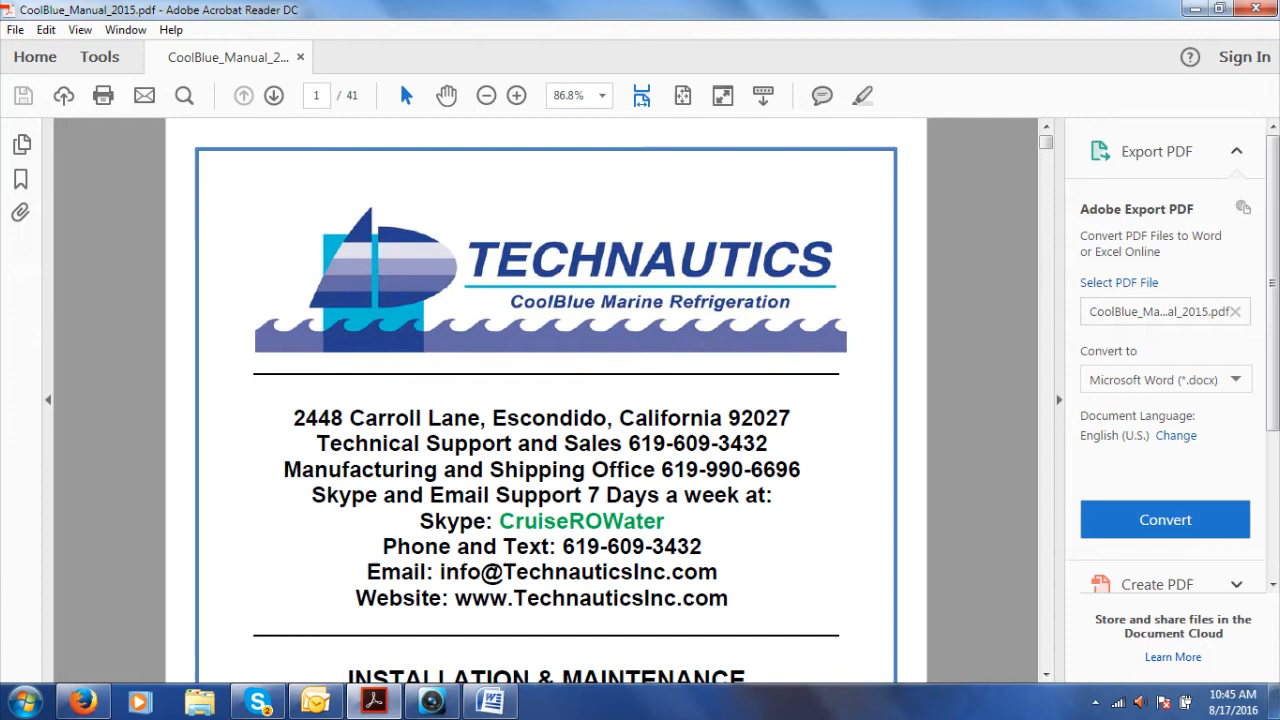 CoolBlue_Manual_2015.pdf - Adobe Acrobat Reader DC
File Edit View Window Help
Home Tools CoolBlue_Manual_2... × Sign In
1 / 41 86.8%
TECHNAUTICS
CoolBlue Marine Refrigeration
2448 Carroll Lane, Escondido, California 92027
Technical Support and Sales 619-609-3432
Manufacturing and Shipping Office 619-990-6696
Skype and Email Support 7 Days a week at:
Skype: CruiseROWater
Phone and Text: 619-609-3432
Email: info@TechnauticsInc.com
Website: www.TechnauticsInc.com
INSTALLATION & MAINTENANCE
Export PDF
Adobe Export PDF
Convert PDF Files to Word
or Excel Online
Select PDF File
CoolBlue_Ma...al_2015.pdf
Convert to
Microsoft Word (*.docx)
Document Language:
English (U.S.) Change
Convert
Create PDF
Store and share files in the
Document Cloud
Learn More
2
10:45 AM
8/17/2016